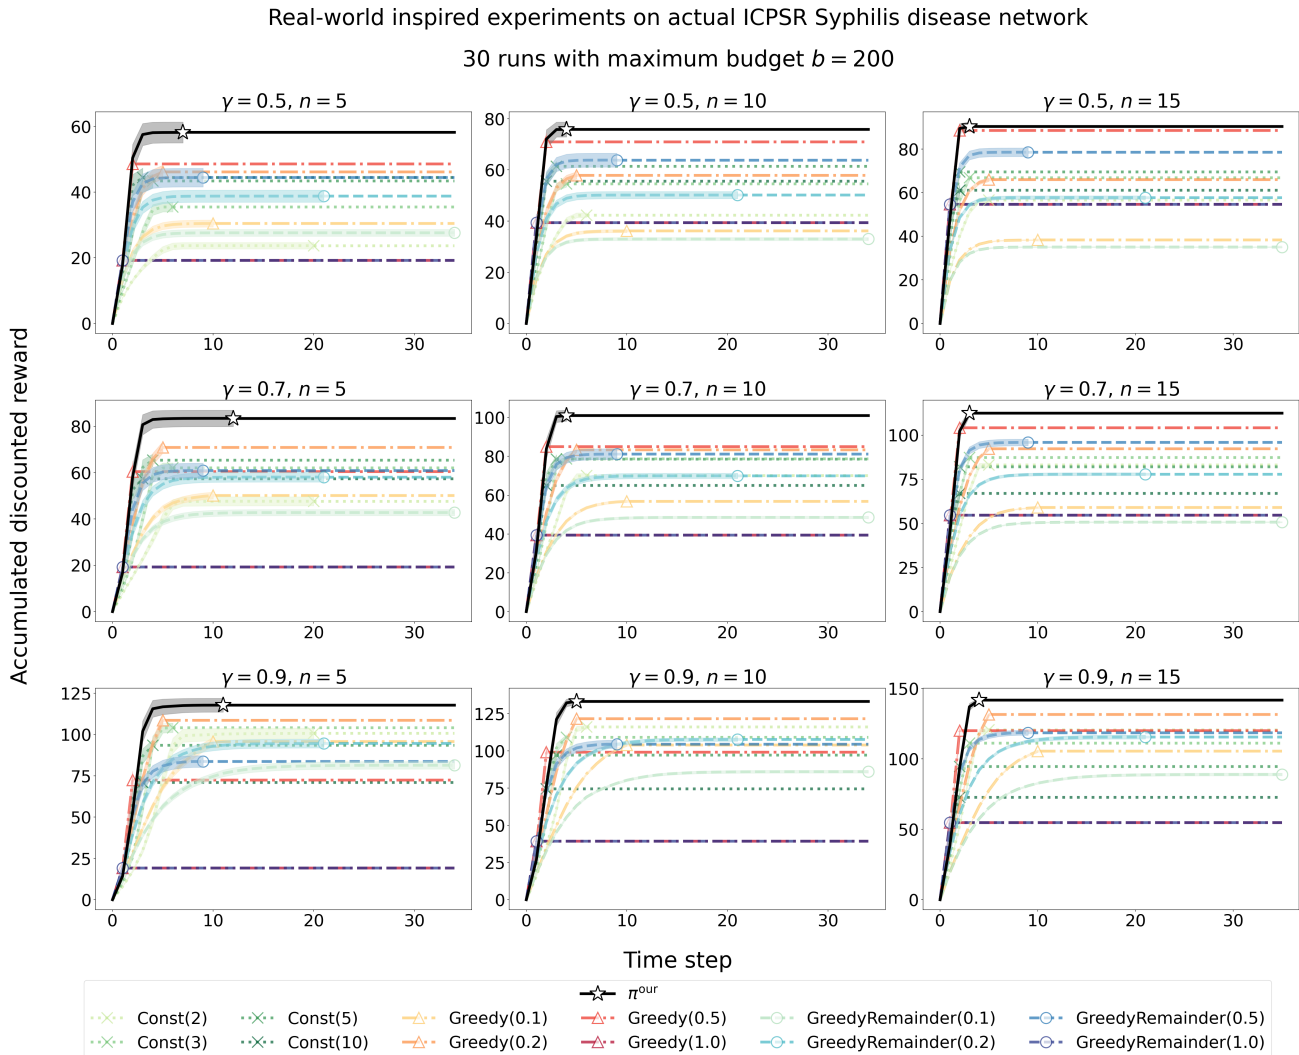 Real-world inspired experiments on actual ICPSR Syphilis disease network
30 runs with maximum budget b = 200
γ = 0.5, n = 5
γ = 0.5, n = 10
γ = 0.5, n = 15
60
40
20
0
0 10 20 30
80
60
40
20
0
0 10 20 30
80
60
40
20
0
0 10 20 30
γ = 0.7, n = 5
γ = 0.7, n = 10
γ = 0.7, n = 15
80
60
40
20
0
0 10 20 30
100
80
60
40
20
0
0 10 20 30
100
75
50
25
0
0 10 20 30
γ = 0.9, n = 5
γ = 0.9, n = 10
γ = 0.9, n = 15
125
100
75
50
25
0
0 10 20 30
125
100
75
50
25
0
0 10 20 30
150
100
50
0
0 10 20 30
Accumulated discounted reward
Time step
π^our
Const(2) Const(5) Greedy(0.1) Greedy(0.5) GreedyRemainder(0.1) GreedyRemainder(0.5)
Const(3) Const(10) Greedy(0.2) Greedy(1.0) GreedyRemainder(0.2) GreedyRemainder(1.0)